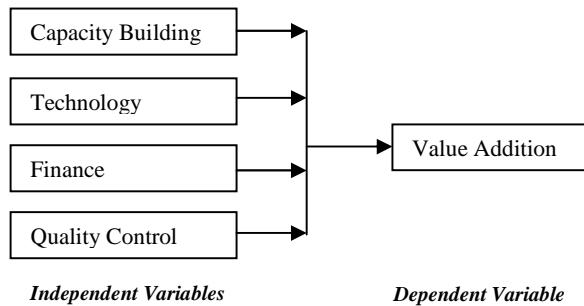 Capacity Building
Technology
Finance
Quality Control
Value Addition
Independent Variables
Dependent Variable